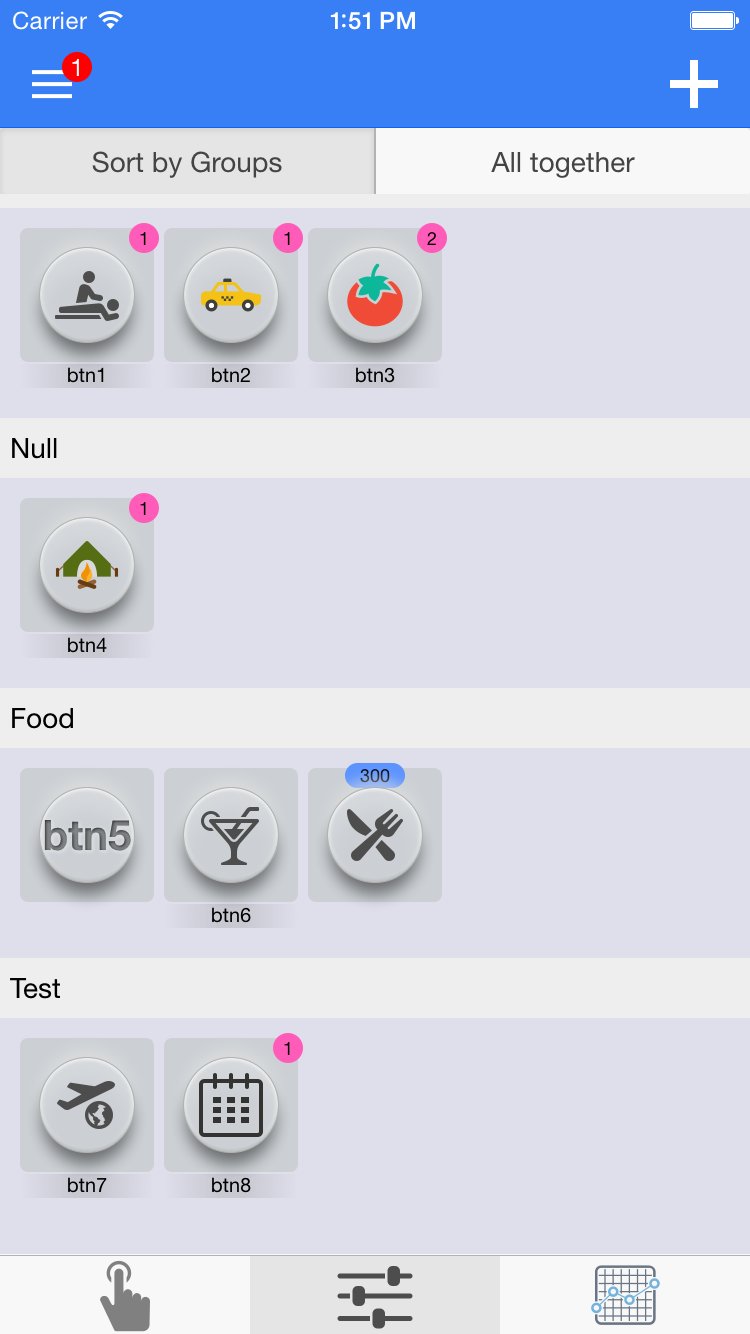 Carrier 1:51 PM
1
Sort by Groups All together
1 1 2
btn1 btn2 btn3
Null
1
btn4
Food
300
btn5
btn6
Test
1
btn7 btn8